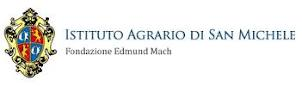 ISTITUTO AGRARIO DI SAN MICHELE
Fondazione Edmund Mach